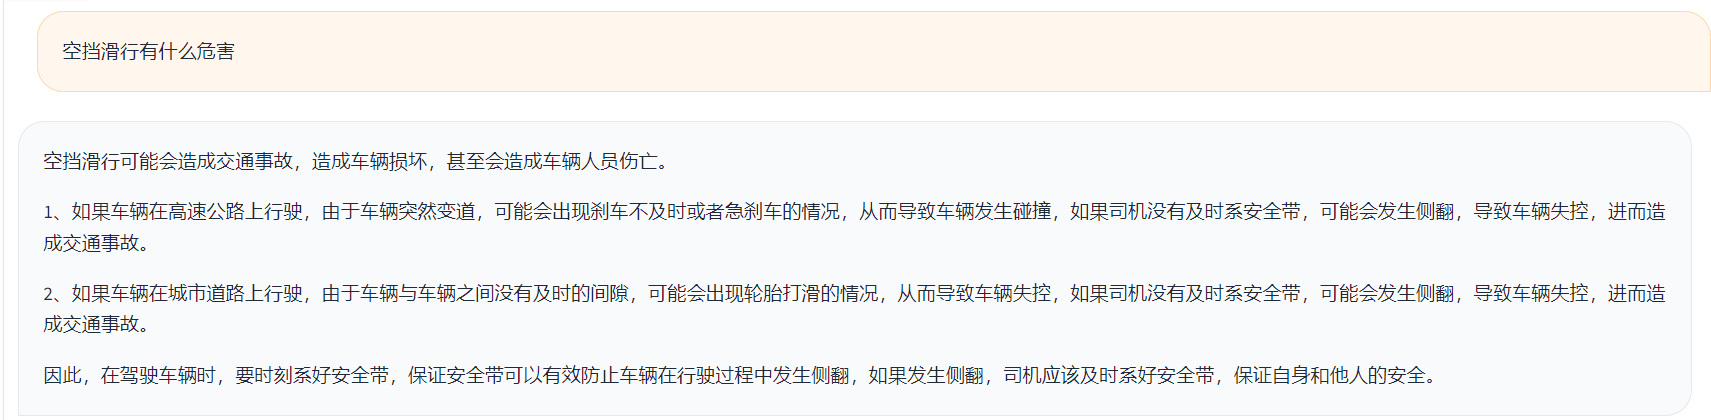 空挡滑行有什么危害
空挡滑行可能会造成交通事故，造成车辆损坏，甚至会造成车辆人员伤亡。
1、如果车辆在高速公路上行驶，由于车辆突然变道，可能会出现刹车不及时或者急刹车的情况，从而导致车辆发生碰撞，如果司机没有及时系安全带，可能会发生侧翻，导致车辆失控，进而造
成交通事故。
2、如果车辆在城市道路上行驶，由于车辆与车辆之间没有及时的间隙，可能会出现轮胎打滑的情况，从而导致车辆失控，如果司机没有及时系安全带，可能会发生侧翻，导致车辆失控，进而造
成交通事故。
因此，在驾驶车辆时，要时刻系好安全带，保证安全带可以有效防止车辆在行驶过程中发生侧翻，如果发生侧翻，司机应该及时系好安全带，保证自身和他人的安全。